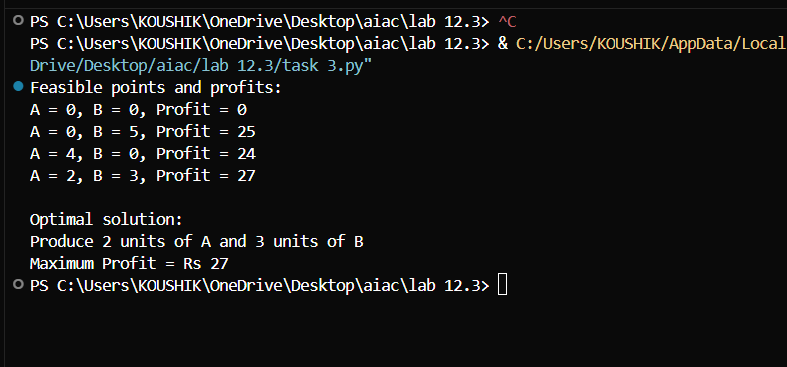 PS C:\Users\KOUSHIK\OneDrive\Desktop\aiac\lab 12.3> ^C
PS C:\Users\KOUSHIK\OneDrive\Desktop\aiac\lab 12.3> & C:/Users/KOUSHIK/AppData/Local
Drive/Desktop/aiac/lab 12.3/task 3.py"
Feasible points and profits:
A = 0, B = 0, Profit = 0
A = 0, B = 5, Profit = 25
A = 4, B = 0, Profit = 24
A = 2, B = 3, Profit = 27
Optimal solution:
Produce 2 units of A and 3 units of B
Maximum Profit = Rs 27
PS C:\Users\KOUSHIK\OneDrive\Desktop\aiac\lab 12.3>